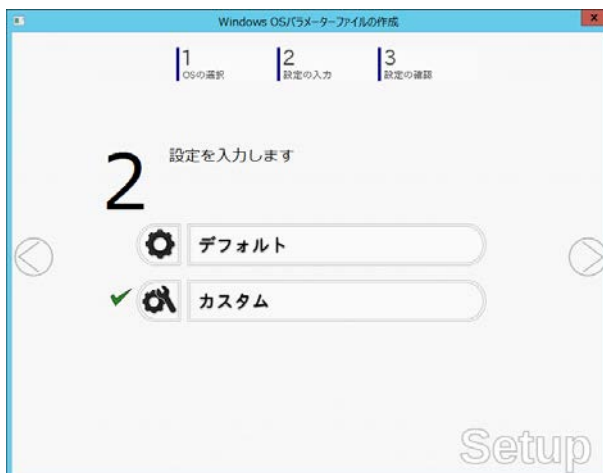 Windows OSパラメーターファイルの作成
x
1
OSの選択
2
設定の入力
3
設定の確認
2
設定を入力します
デフォルト
カスタム
Setup